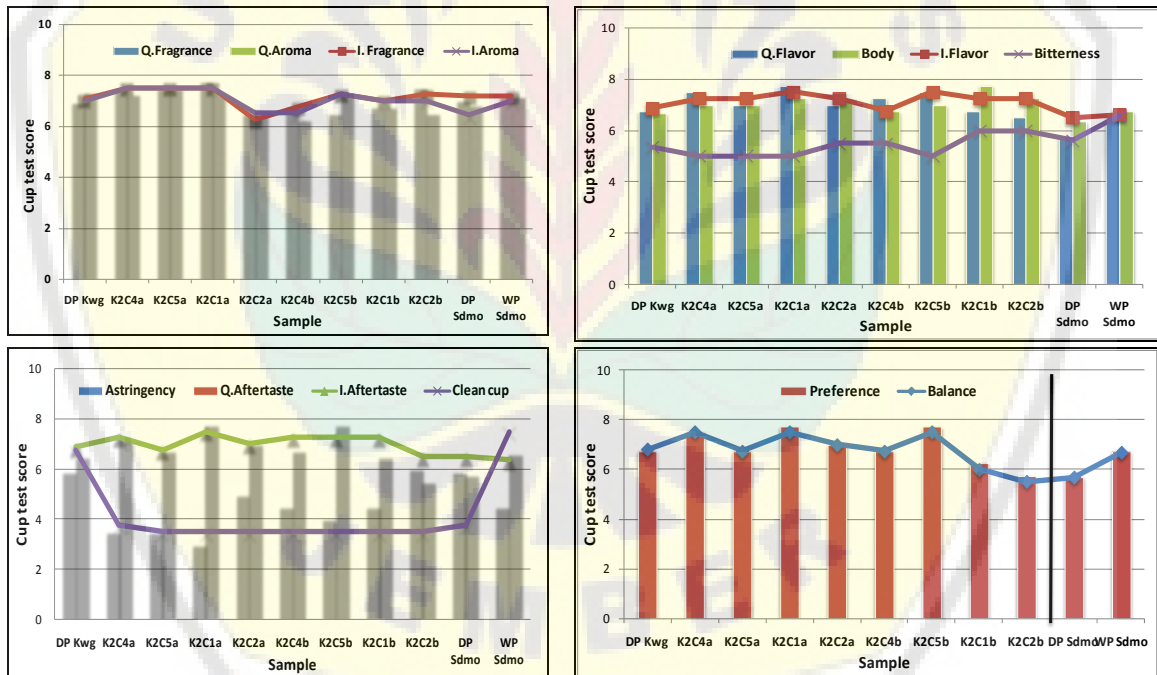 10
Q.Fragrance Q.Aroma I. Fragrance I.Aroma
8
6
4
2
0
Cup test score
DP Kwg K2C4a K2C5a K2C1a K2C2a K2C4b K2C5b K2C1b K2C2b DP Sdmo WP Sdmo
Sample
10
Q.Flavor Body I.Flavor Bitterness
8
6
4
2
0
Cup test score
DP Kwg K2C4a K2C5a K2C1a K2C2a K2C4b K2C5b K2C1b K2C2b DP Sdmo WP Sdmo
Sample
10
Astringency Q.Aftertaste I.Aftertaste Clean cup
8
6
4
2
0
Cup test score
DP Kwg K2C4a K2C5a K2C1a K2C2a K2C4b K2C5b K2C1b K2C2b DP Sdmo WP Sdmo
Sample
10
Preference Balance
8
6
4
2
0
Cup test score
DP Kwg K2C4a K2C5a K2C1a K2C2a K2C4b K2C5b K2C1b K2C2b DP Sdmo WP Sdmo
Sample